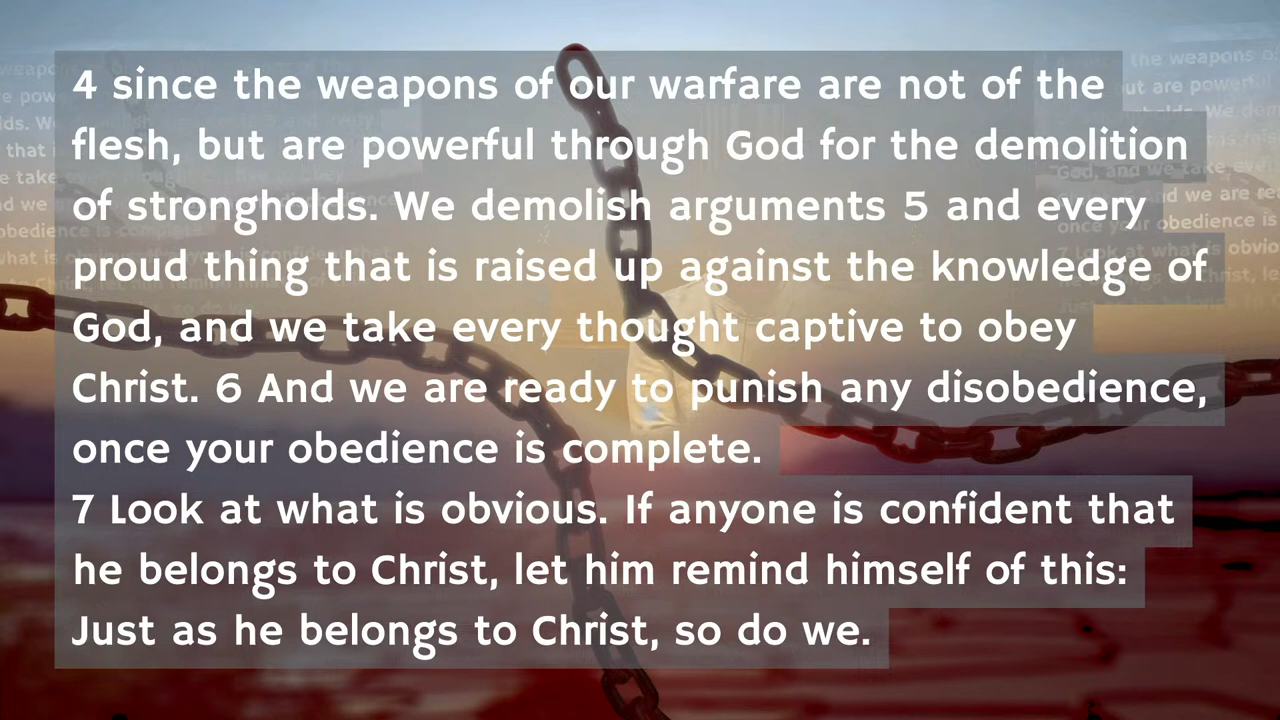 4 since the weapons of our warfare are not of the
flesh, but are powerful through God for the demolition
of strongholds. We demolish arguments 5 and every
proud thing that is raised up against the knowledge of
God, and we take every thought captive to obey
Christ. 6 And we are ready to punish any disobedience,
once your obedience is complete.
7 Look at what is obvious. If anyone is confident that
he belongs to Christ, let him remind himself of this:
Just as he belongs to Christ, so do we.